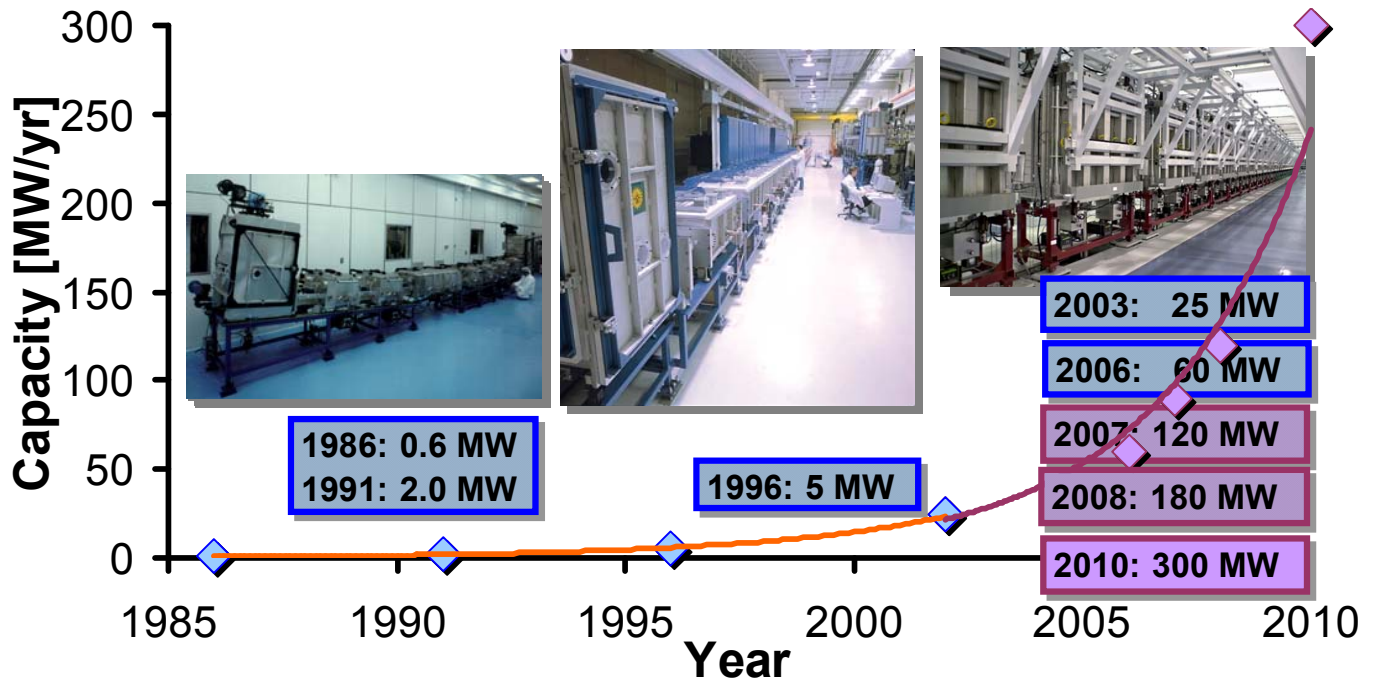 300
250
200
150
100
50
0
Capacity [MW/yr]
1986: 0.6 MW
1991: 2.0 MW
1996: 5 MW
2003: 25 MW
2006: 60 MW
2007: 120 MW
2008: 180 MW
2010: 300 MW
1985 1990 1995 2000 2005 2010
Year